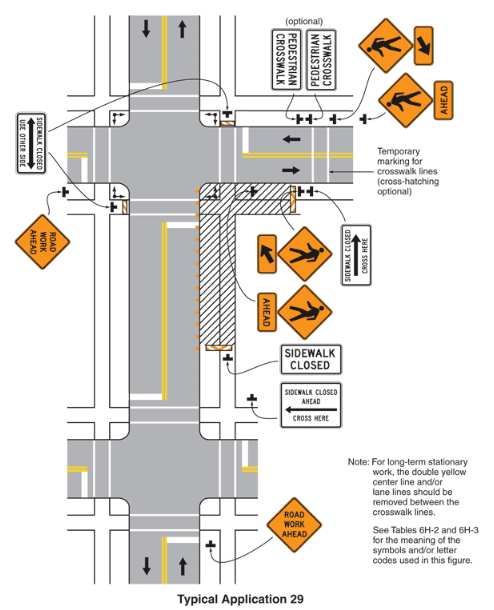 (optional)
PEDESTRIAN
CROSSWALK
PEDESTRIAN
CROSSWALK
AHEAD
SIDEWALK CLOSED
USE OTHER SIDE
Temporary
marking for
crosswalk lines
(cross-hatching
optional)
ROAD
WORK
AHEAD
SIDEWALK CLOSED
CROSS HERE
AHEAD
SIDEWALK
CLOSED
SIDEWALK CLOSED
AHEAD
CROSS HERE
Note: For long-term stationary
work, the double yellow
center line and/or
lane lines should be
removed between the
crosswalk lines.
See Tables 6H-2 and 6H-3
for the meaning of the
symbols and/or letter
codes used in this figure.
ROAD
WORK
AHEAD
Typical Application 29